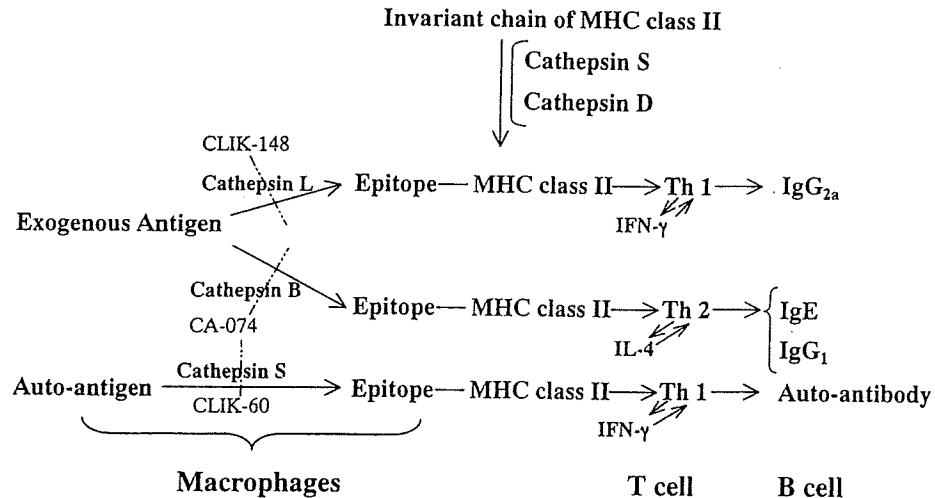 Invariant chain of MHC class II
Cathepsin S
Cathepsin D
CLIK-148
Cathepsin L
Epitope — MHC class II → Th 1 → IgG2a
IFN-γ
Exogenous Antigen
Cathepsin B
Epitope — MHC class II → Th 2 → IgE
CA-074
IL-4
IgG1
Auto-antigen
Cathepsin S
Epitope — MHC class II → Th 1 → Auto-antibody
CLIK-60
IFN-γ
Macrophages
T cell
B cell